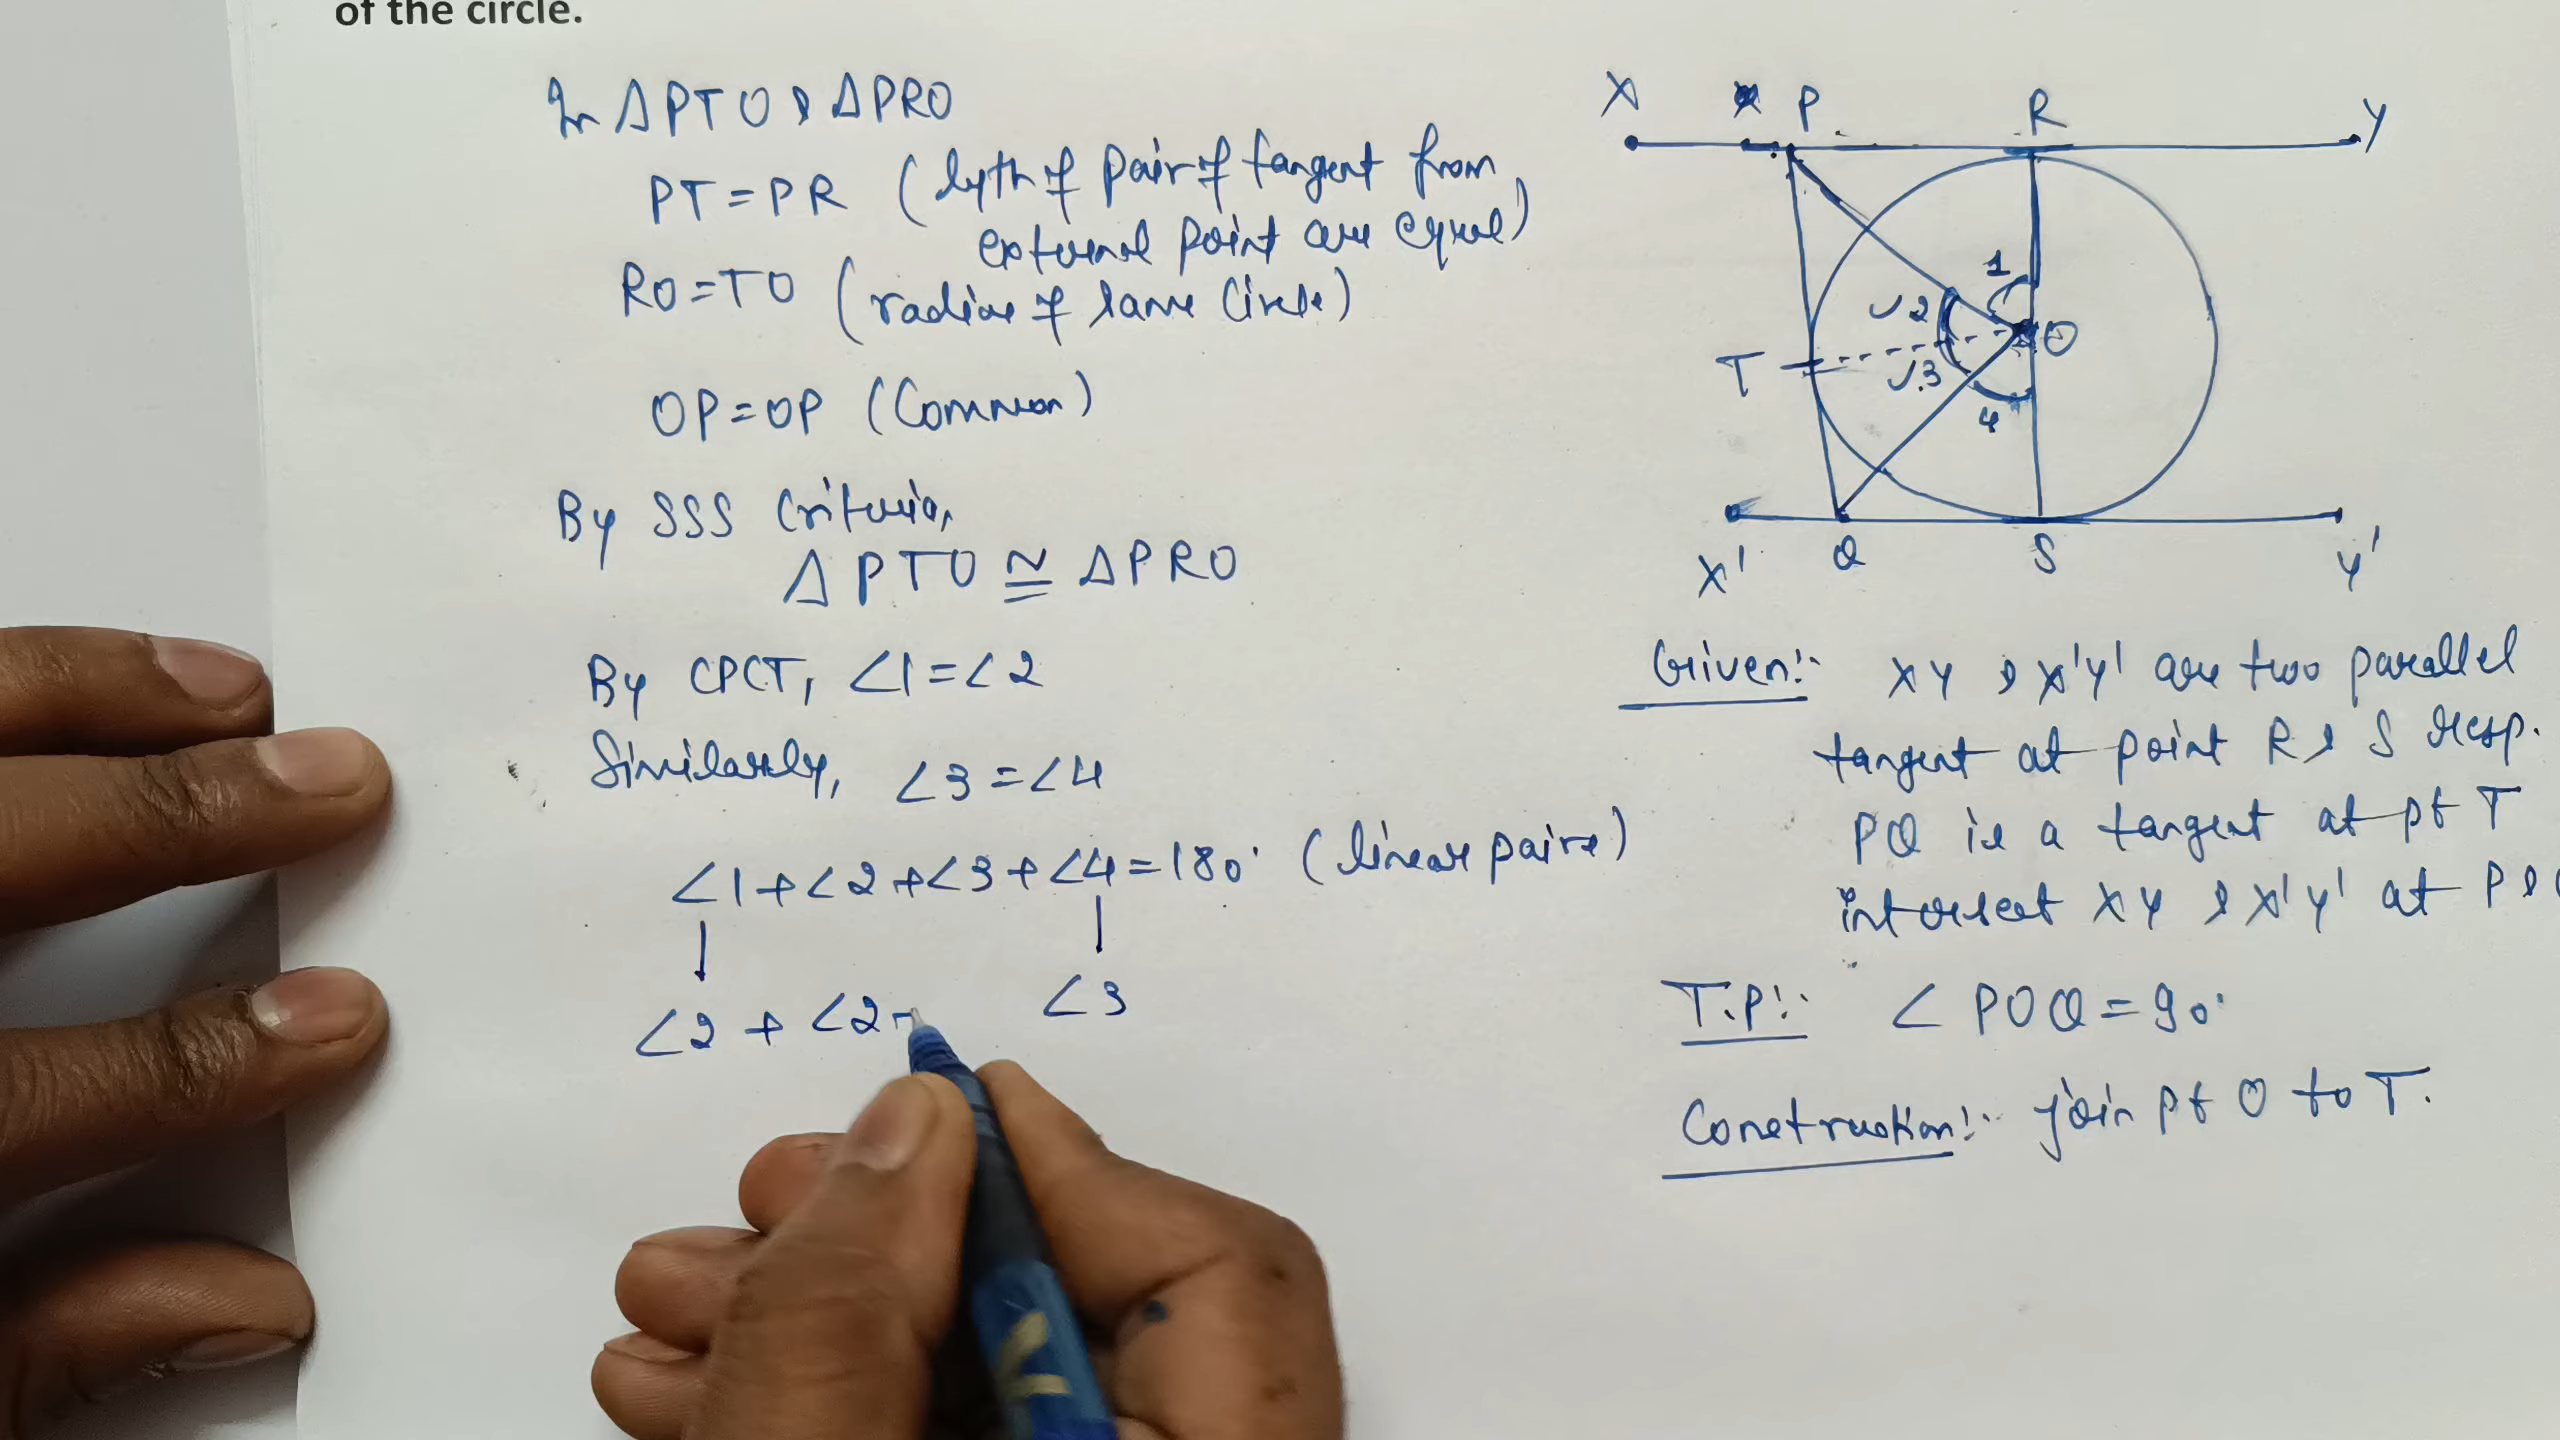 of the circle.
In ΔPTO & ΔPRO
PT = PR (lgth of pair of tangent from
external point are equal)
RO = TO (radius of same circle)
OP = OP (Common)
By SSS Criteria,
ΔPTO ≅ ΔPRO
By CPCT, ∠1 = ∠2
Similarly, ∠3 = ∠4
∠1 + ∠2 + ∠3 + ∠4 = 180° (linear pairs)
∠2 + ∠2 + ∠3
X P R Y
1
2
O
T
3
4
X' Q S Y'
Given:- XY & X'Y' are two parallel
tangent at point R & S resp.
PQ is a tangent at pt T
intersect XY & X'Y' at P &
T.P:- ∠POQ = 90°
Construction:- join pt O to T.